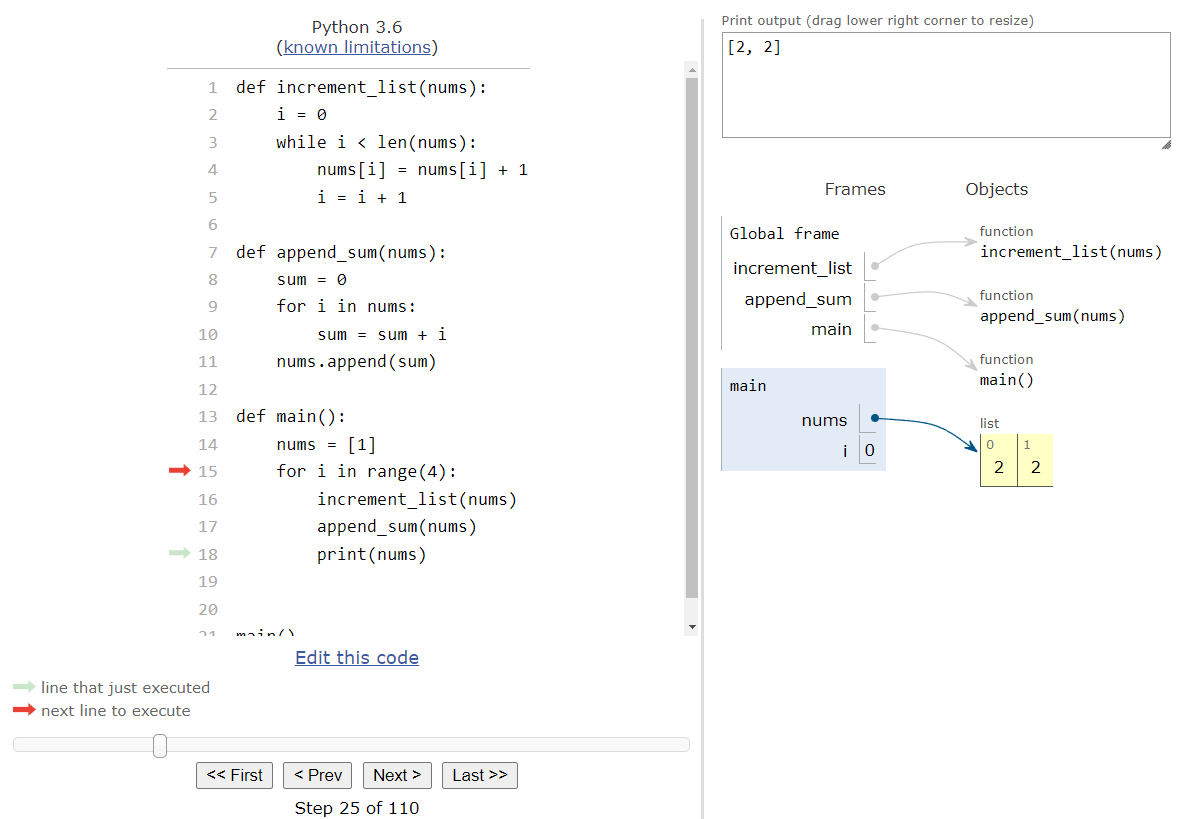 Python 3.6
(known limitations)
1 def increment_list(nums):
2     i = 0
3     while i < len(nums):
4         nums[i] = nums[i] + 1
5         i = i + 1
6
7 def append_sum(nums):
8     sum = 0
9     for i in nums:
10         sum = sum + i
11     nums.append(sum)
12
13 def main():
14     nums = [1]
15     for i in range(4):
16         increment_list(nums)
17         append_sum(nums)
18         print(nums)
19
20
21 main()
Edit this code
line that just executed
next line to execute
<< First < Prev Next > Last >>
Step 25 of 110
Print output (drag lower right corner to resize)
[2, 2]
Frames Objects
Global frame
increment_list
append_sum
main
function
increment_list(nums)
function
append_sum(nums)
function
main()
main
nums
i 0
list
0 1
2 2